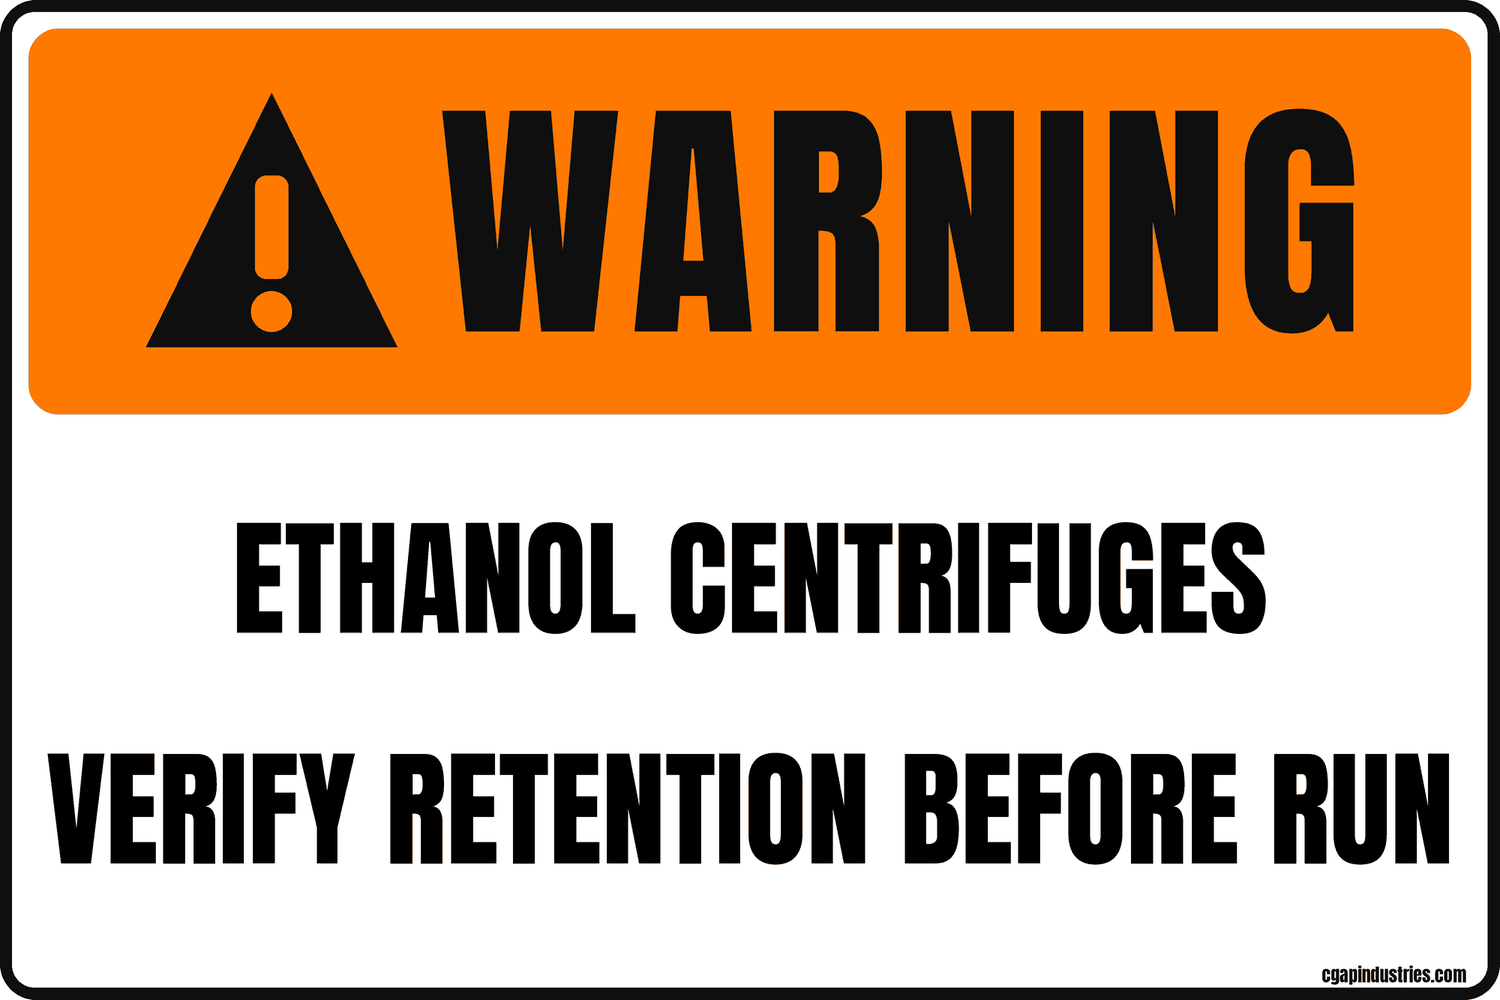 WARNING
ETHANOL CENTRIFUGES
VERIFY RETENTION BEFORE RUN
cgapindustries.com